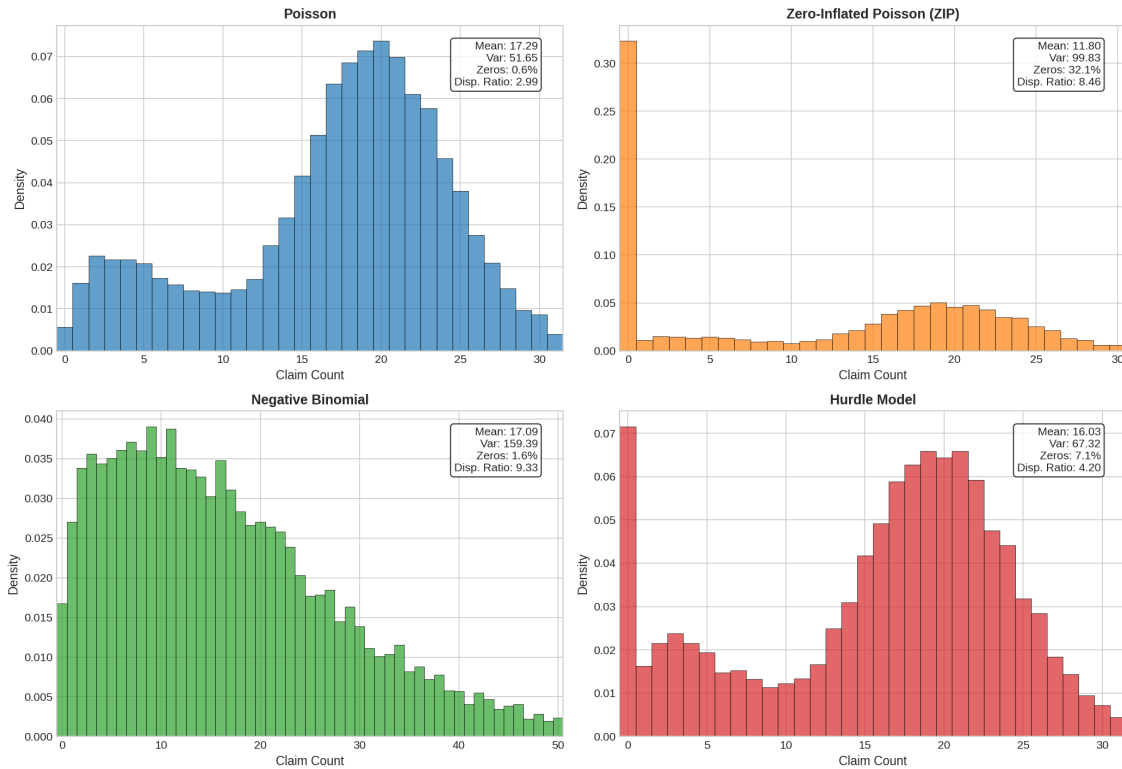 Poisson
Mean: 17.29
Var: 51.65
Zeros: 0.6%
Disp. Ratio: 2.99
Density
0.07
0.06
0.05
0.04
0.03
0.02
0.01
0.00
0 5 10 15 20 25 30
Claim Count
Zero-Inflated Poisson (ZIP)
Mean: 11.80
Var: 99.83
Zeros: 32.1%
Disp. Ratio: 8.46
Density
0.30
0.25
0.20
0.15
0.10
0.05
0.00
0 5 10 15 20 25 30
Claim Count
Negative Binomial
Mean: 17.09
Var: 159.39
Zeros: 1.6%
Disp. Ratio: 9.33
Density
0.040
0.035
0.030
0.025
0.020
0.015
0.010
0.005
0.000
0 10 20 30 40 50
Claim Count
Hurdle Model
Mean: 16.03
Var: 67.32
Zeros: 7.1%
Disp. Ratio: 4.20
Density
0.07
0.06
0.05
0.04
0.03
0.02
0.01
0.00
0 5 10 15 20 25 30
Claim Count